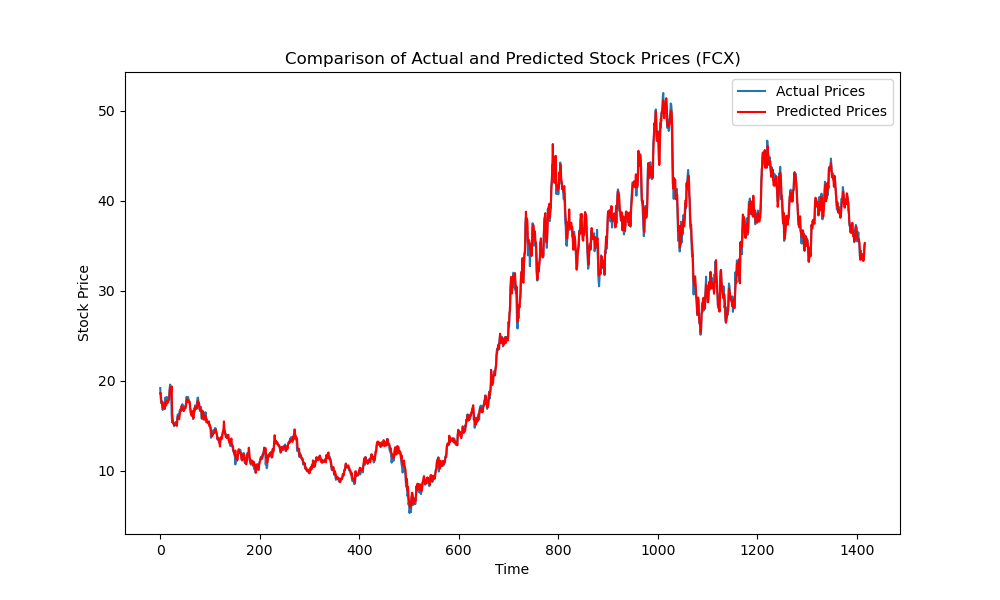 Comparison of Actual and Predicted Stock Prices (FCX)
Actual Prices
Predicted Prices
Stock Price
50
40
30
20
10
0 200 400 600 800 1000 1200 1400
Time